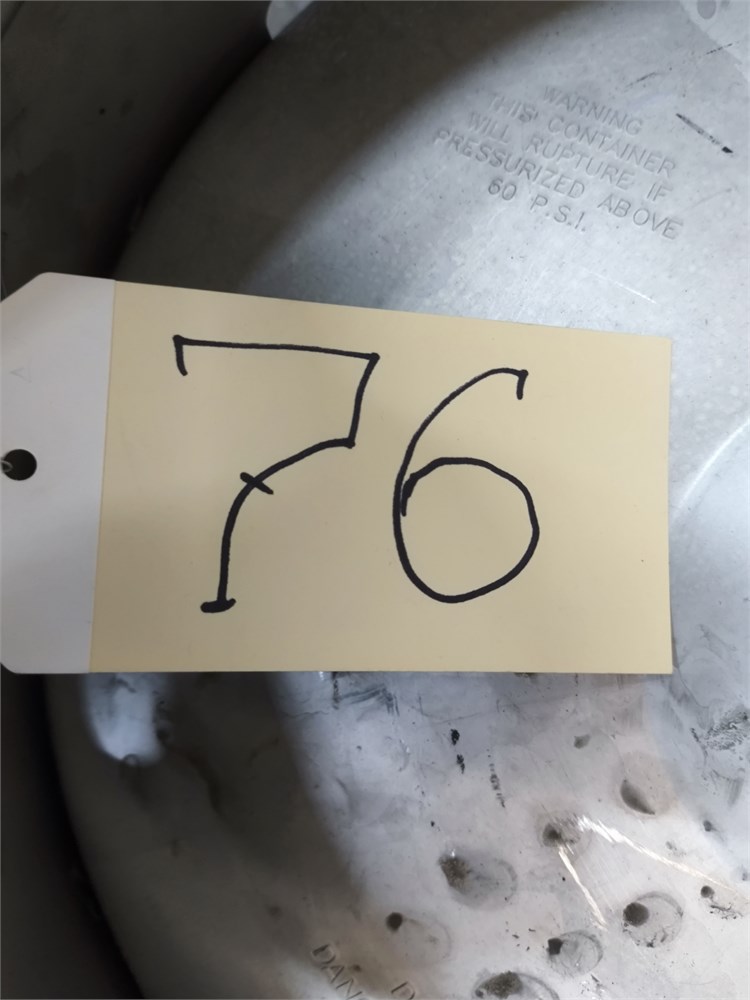 WARNING
THIS CONTAINER
WILL RUPTURE IF
PRESSURIZED ABOVE
60 P.S.I.
76